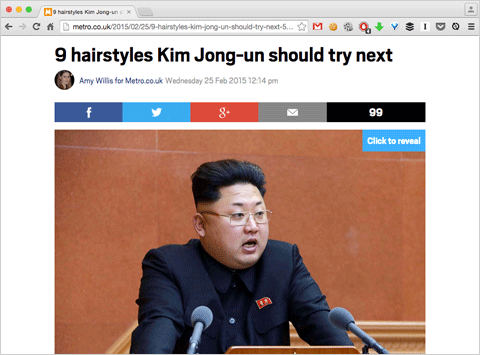 9 hairstyles Kim Jong-un s
metro.co.uk/2015/02/25/9-hairstyles-kim-jong-un-should-try-next-5...
9 hairstyles Kim Jong-un should try next
Amy Willis for Metro.co.uk Wednesday 25 Feb 2015 12:14 pm
99
Click to reveal